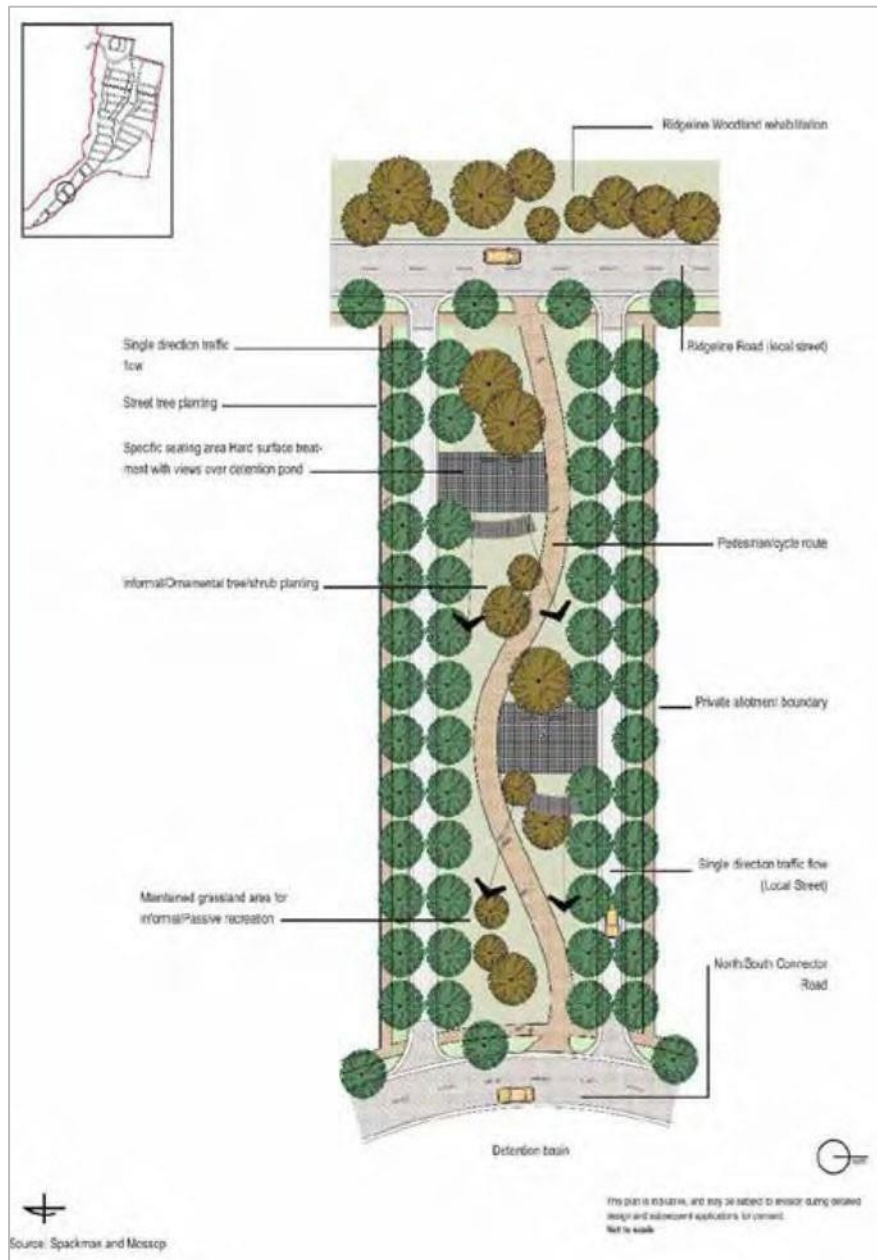 Ridgeline Woodland rehabilitation
Single direction traffic
flow
Ridgeline Road (local street)
Street tree planting
Specific seating area Hard surface treat-
ment with views over detention pond
Pedestrian/cycle route
Informal/Ornamental tree/shrub planting
Private allotment boundary
Single direction traffic flow
(Local Street)
Maintained grassland area for
informal/Passive recreation
North/South Connector
Road
Detention basin
This plan is indicative, and may be subject to revision during detailed
design and subsequent applications for consent.
Not to scale
Source: Spackman and Mossop